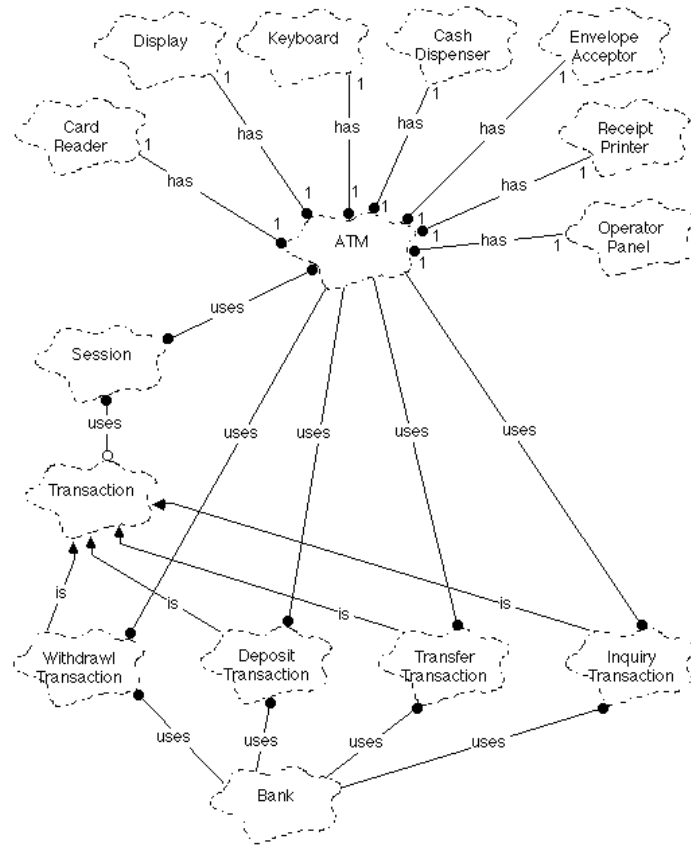 Display
Keyboard
Cash
Dispenser
Envelope
Acceptor
1
1
1
1
Card
Reader
1
has
has
has
has
Receipt
Printer
1
has
has
1
1
1
1
1
1
1
ATM
has
Operator
Panel
1
uses
Session
uses
uses
uses
uses
uses
Transaction
is
is
is
is
Withdrawl
Transaction
Deposit
Transaction
Transfer
Transaction
Inquiry
Transaction
uses
uses
uses
uses
Bank